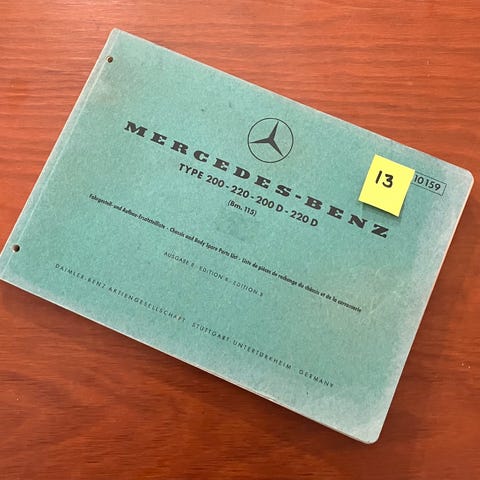 MERCEDES-BENZ
TYPE 200-220-200 D-220 D
(Bm. 115)
Fahrgestell- und Aufbau-Ersatzteilliste - Chassis and Body Spare Parts List - Liste de pièces de rechange du châssis et de la carrosserie
EDITION
DAIMLER-BENZ AKTIENGESELLSCHAFT · STUTTGART-UNTERTÜRKHEIM · GERMANY
13
10159